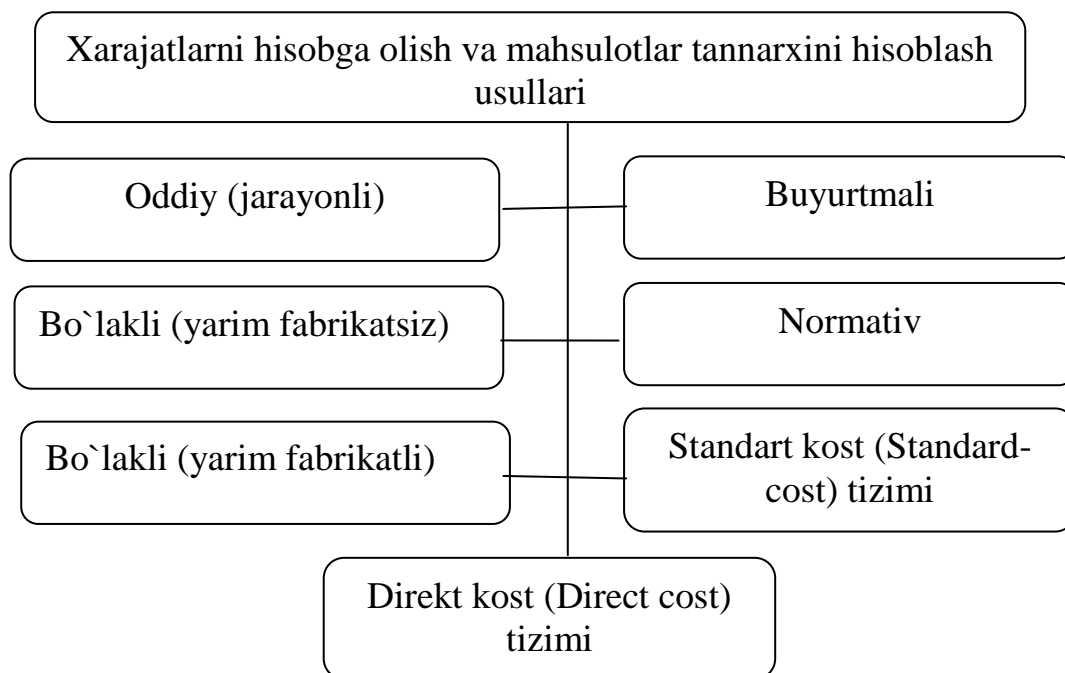 Xarajatlarni hisobga olish va mahsulotlar tannarxini hisoblash
usullari
Oddiy (jarayonli)
Buyurtmali
Bo`lakli (yarim fabrikatsiz)
Normativ
Bo`lakli (yarim fabrikatli)
Standart kost (Standard-
cost) tizimi
Direkt kost (Direct cost)
tizimi